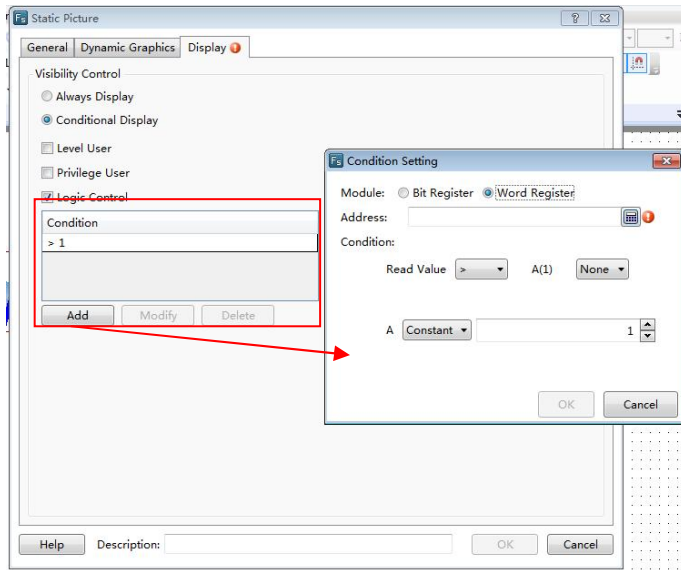 Fs Static Picture
General Dynamic Graphics Display
Visibility Control
Always Display
Conditional Display
Level User
Privilege User
Logic Control
Condition
> 1
Add Modify Delete
Help Description: OK Cancel
Fs Condition Setting
Module: Bit Register Word Register
Address:
Condition:
Read Value > A(1) None
A Constant 1
OK Cancel